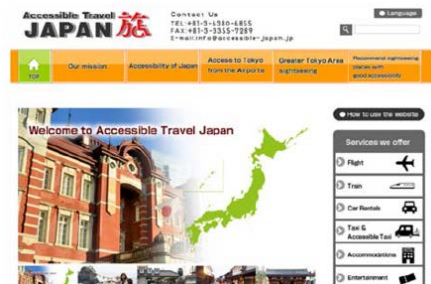 Accessible Travel
JAPAN 旅
Contact Us
TEL:+81-3-6380-6855
FAX:+81-3-3355-7289
E-mail:info@accessible-japan.jp
Language
TOP
Our mission
Accessibility of Japan
Access to Tokyo
from the Airports
Greater Tokyo Area
sightseeing
Recommend sightseeing
places with
good accessibility
Welcome to Accessible Travel Japan
How to use the website
Services we offer
Flight
Train
Car Rentals
Taxi &
Accessible Taxi
Accommodations
Entertainment